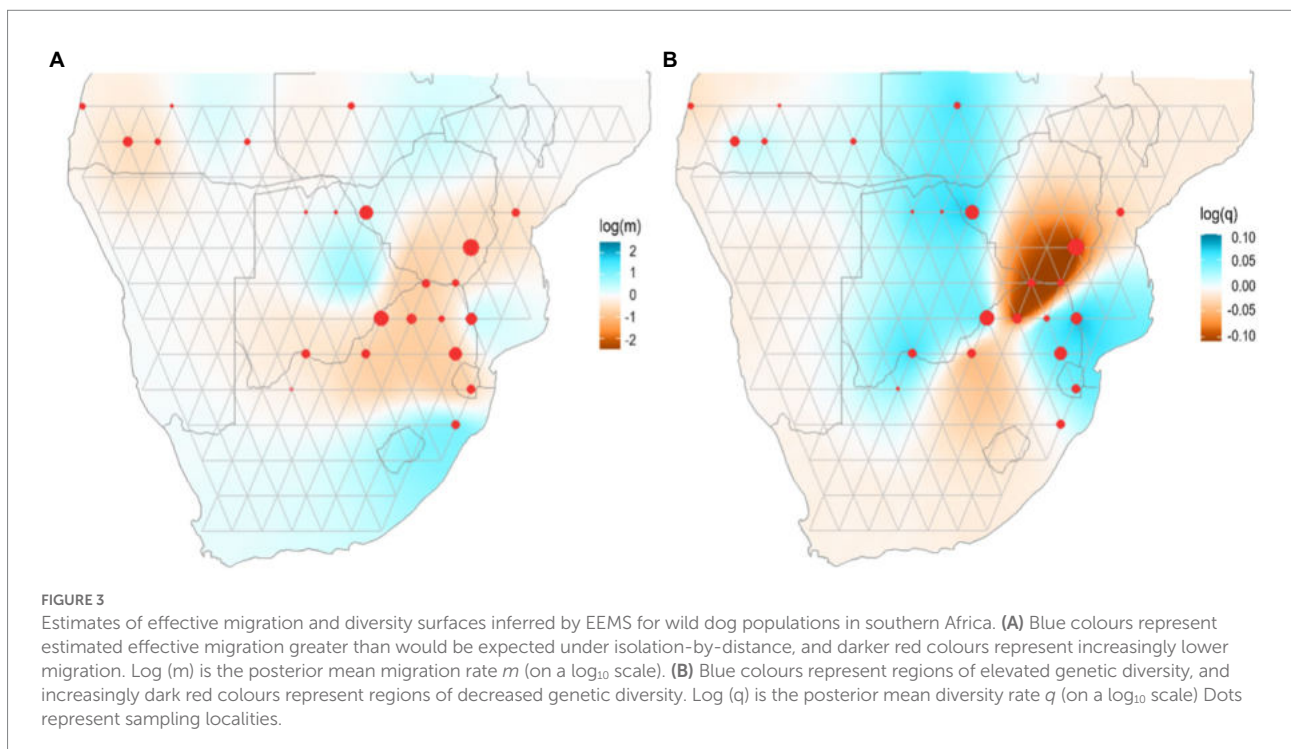 A
B
log(m)
2
1
0
-1
-2
log(q)
0.10
0.05
0.00
-0.05
-0.10
FIGURE 3
Estimates of effective migration and diversity surfaces inferred by EEMS for wild dog populations in southern Africa. (A) Blue colours represent
estimated effective migration greater than would be expected under isolation-by-distance, and darker red colours represent increasingly lower
migration. Log (m) is the posterior mean migration rate m (on a log₁₀ scale). (B) Blue colours represent regions of elevated genetic diversity, and
increasingly dark red colours represent regions of decreased genetic diversity. Log (q) is the posterior mean diversity rate q (on a log₁₀ scale) Dots
represent sampling localities.